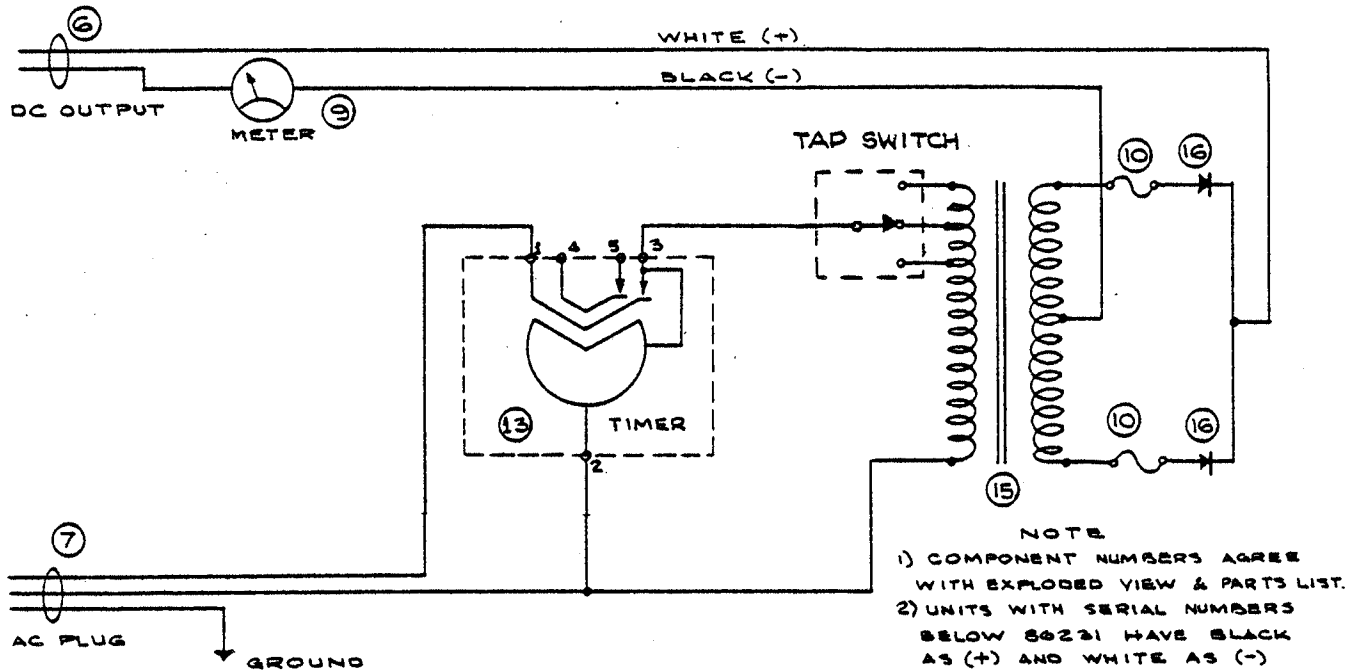 6
WHITE (+)
BLACK (-)
DC OUTPUT
METER
9
TAP SWITCH
10
16
1 4 5 3
13
TIMER
2
10
16
15
7
AC PLUG
GROUND
NOTE
1) COMPONENT NUMBERS AGREE
WITH EXPLODED VIEW & PARTS LIST.
2) UNITS WITH SERIAL NUMBERS
BELOW 86231 HAVE BLACK
AS (+) AND WHITE AS (-)